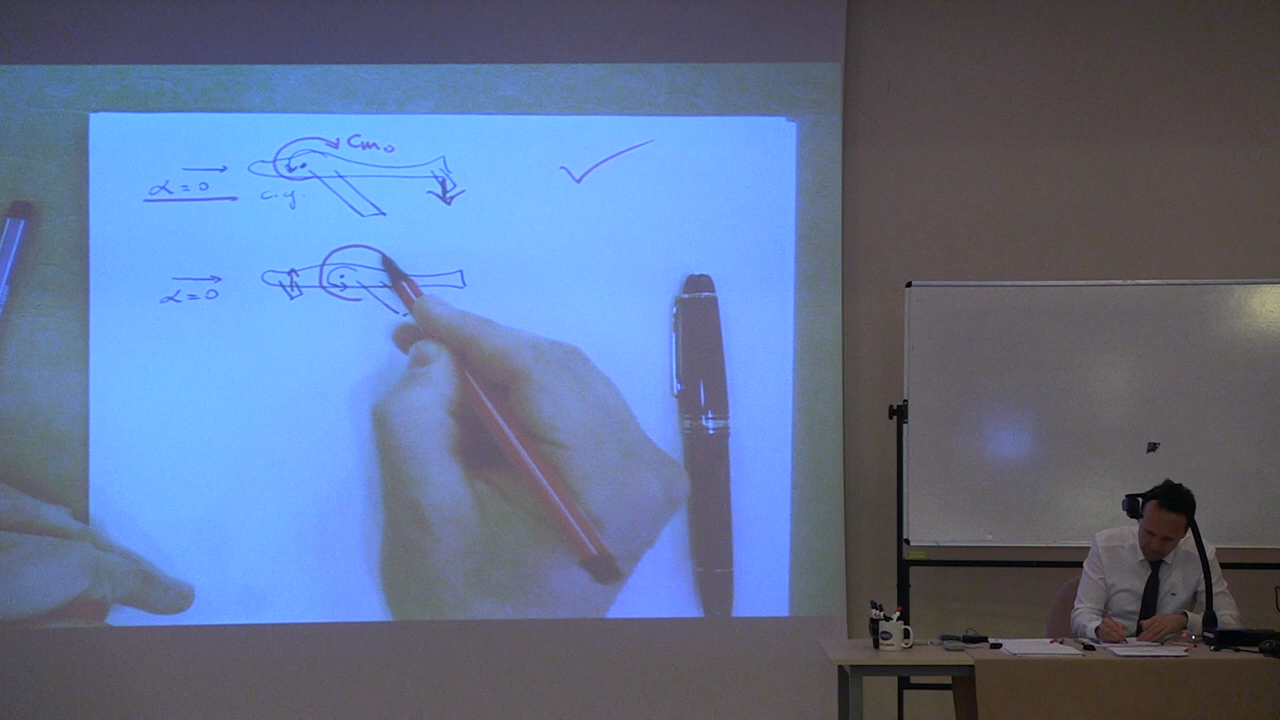 Cm₀
α = 0
c.g.
α = 0